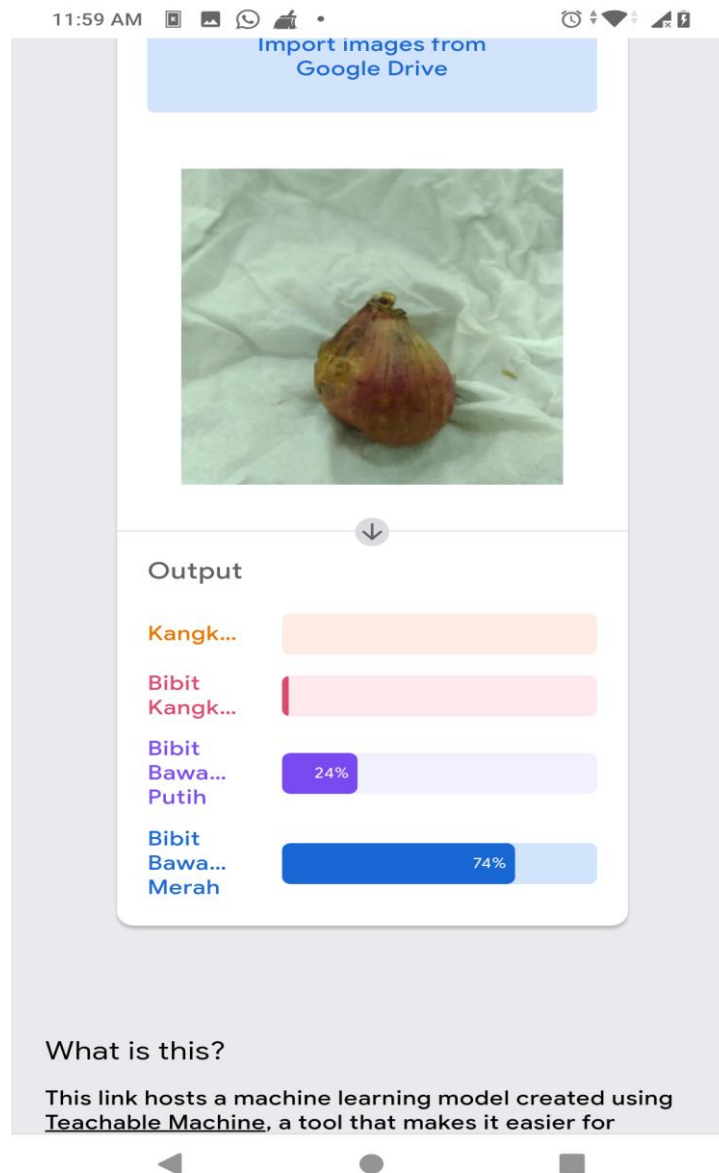 11:59 AM
Import images from
Google Drive
Output
Kangk...
Bibit
Kangk...
Bibit
Bawa...
Putih
24%
Bibit
Bawa...
Merah
74%
What is this?
This link hosts a machine learning model created using
Teachable Machine, a tool that makes it easier for